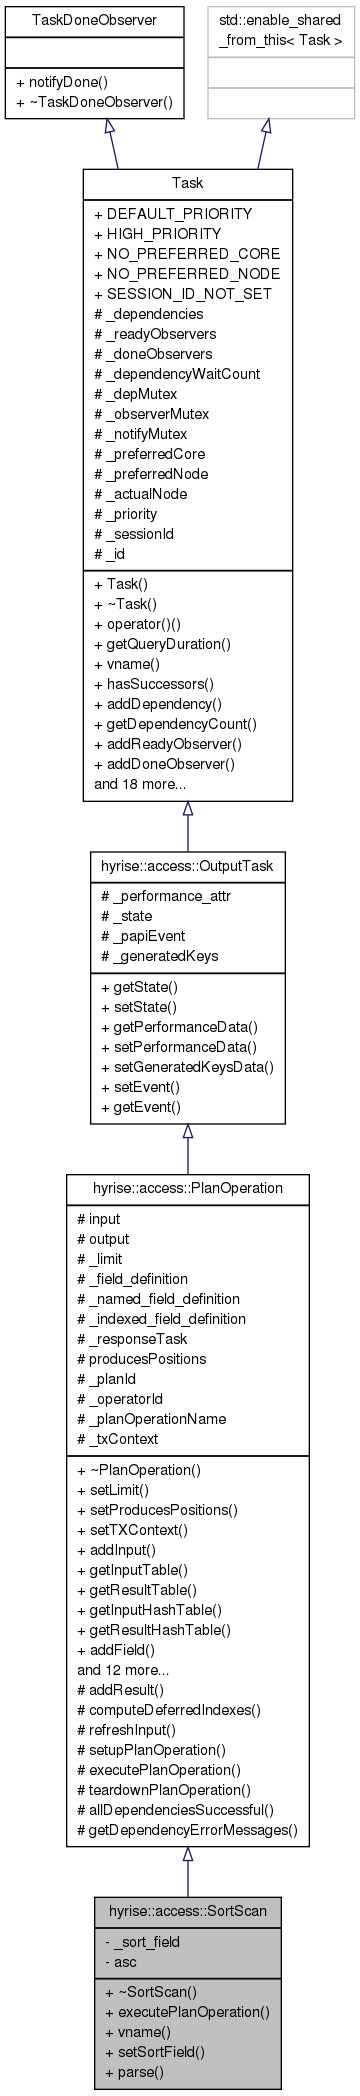 TaskDoneObserver
+ notifyDone()
+ ~TaskDoneObserver()
std::enable_shared
_from_this< Task >
Task
+ DEFAULT_PRIORITY
+ HIGH_PRIORITY
+ NO_PREFERRED_CORE
+ NO_PREFERRED_NODE
+ SESSION_ID_NOT_SET
# _dependencies
# _readyObservers
# _doneObservers
# _dependencyWaitCount
# _depMutex
# _observerMutex
# _notifyMutex
# _preferredCore
# _preferredNode
# _actualNode
# _priority
# _sessionId
# _id
+ Task()
+ ~Task()
+ operator()()
+ getQueryDuration()
+ vname()
+ hasSuccessors()
+ addDependency()
+ getDependencyCount()
+ addReadyObserver()
+ addDoneObserver()
and 18 more...
hyrise::access::OutputTask
# _performance_attr
# _state
# _papiEvent
# _generatedKeys
+ getState()
+ setState()
+ getPerformanceData()
+ setPerformanceData()
+ setGeneratedKeysData()
+ setEvent()
+ getEvent()
hyrise::access::PlanOperation
# input
# output
# _limit
# _field_definition
# _named_field_definition
# _indexed_field_definition
# _responseTask
# producesPositions
# _planId
# _operatorId
# _planOperationName
# _txContext
+ ~PlanOperation()
+ setLimit()
+ setProducesPositions()
+ setTXContext()
+ addInput()
+ getInputTable()
+ getResultTable()
+ getInputHashTable()
+ getResultHashTable()
+ addField()
and 12 more...
# addResult()
# computeDeferredIndexes()
# refreshInput()
# setupPlanOperation()
# executePlanOperation()
# teardownPlanOperation()
# allDependenciesSuccessful()
# getDependencyErrorMessages()
hyrise::access::SortScan
- _sort_field
- asc
+ ~SortScan()
+ executePlanOperation()
+ vname()
+ setSortField()
+ parse()